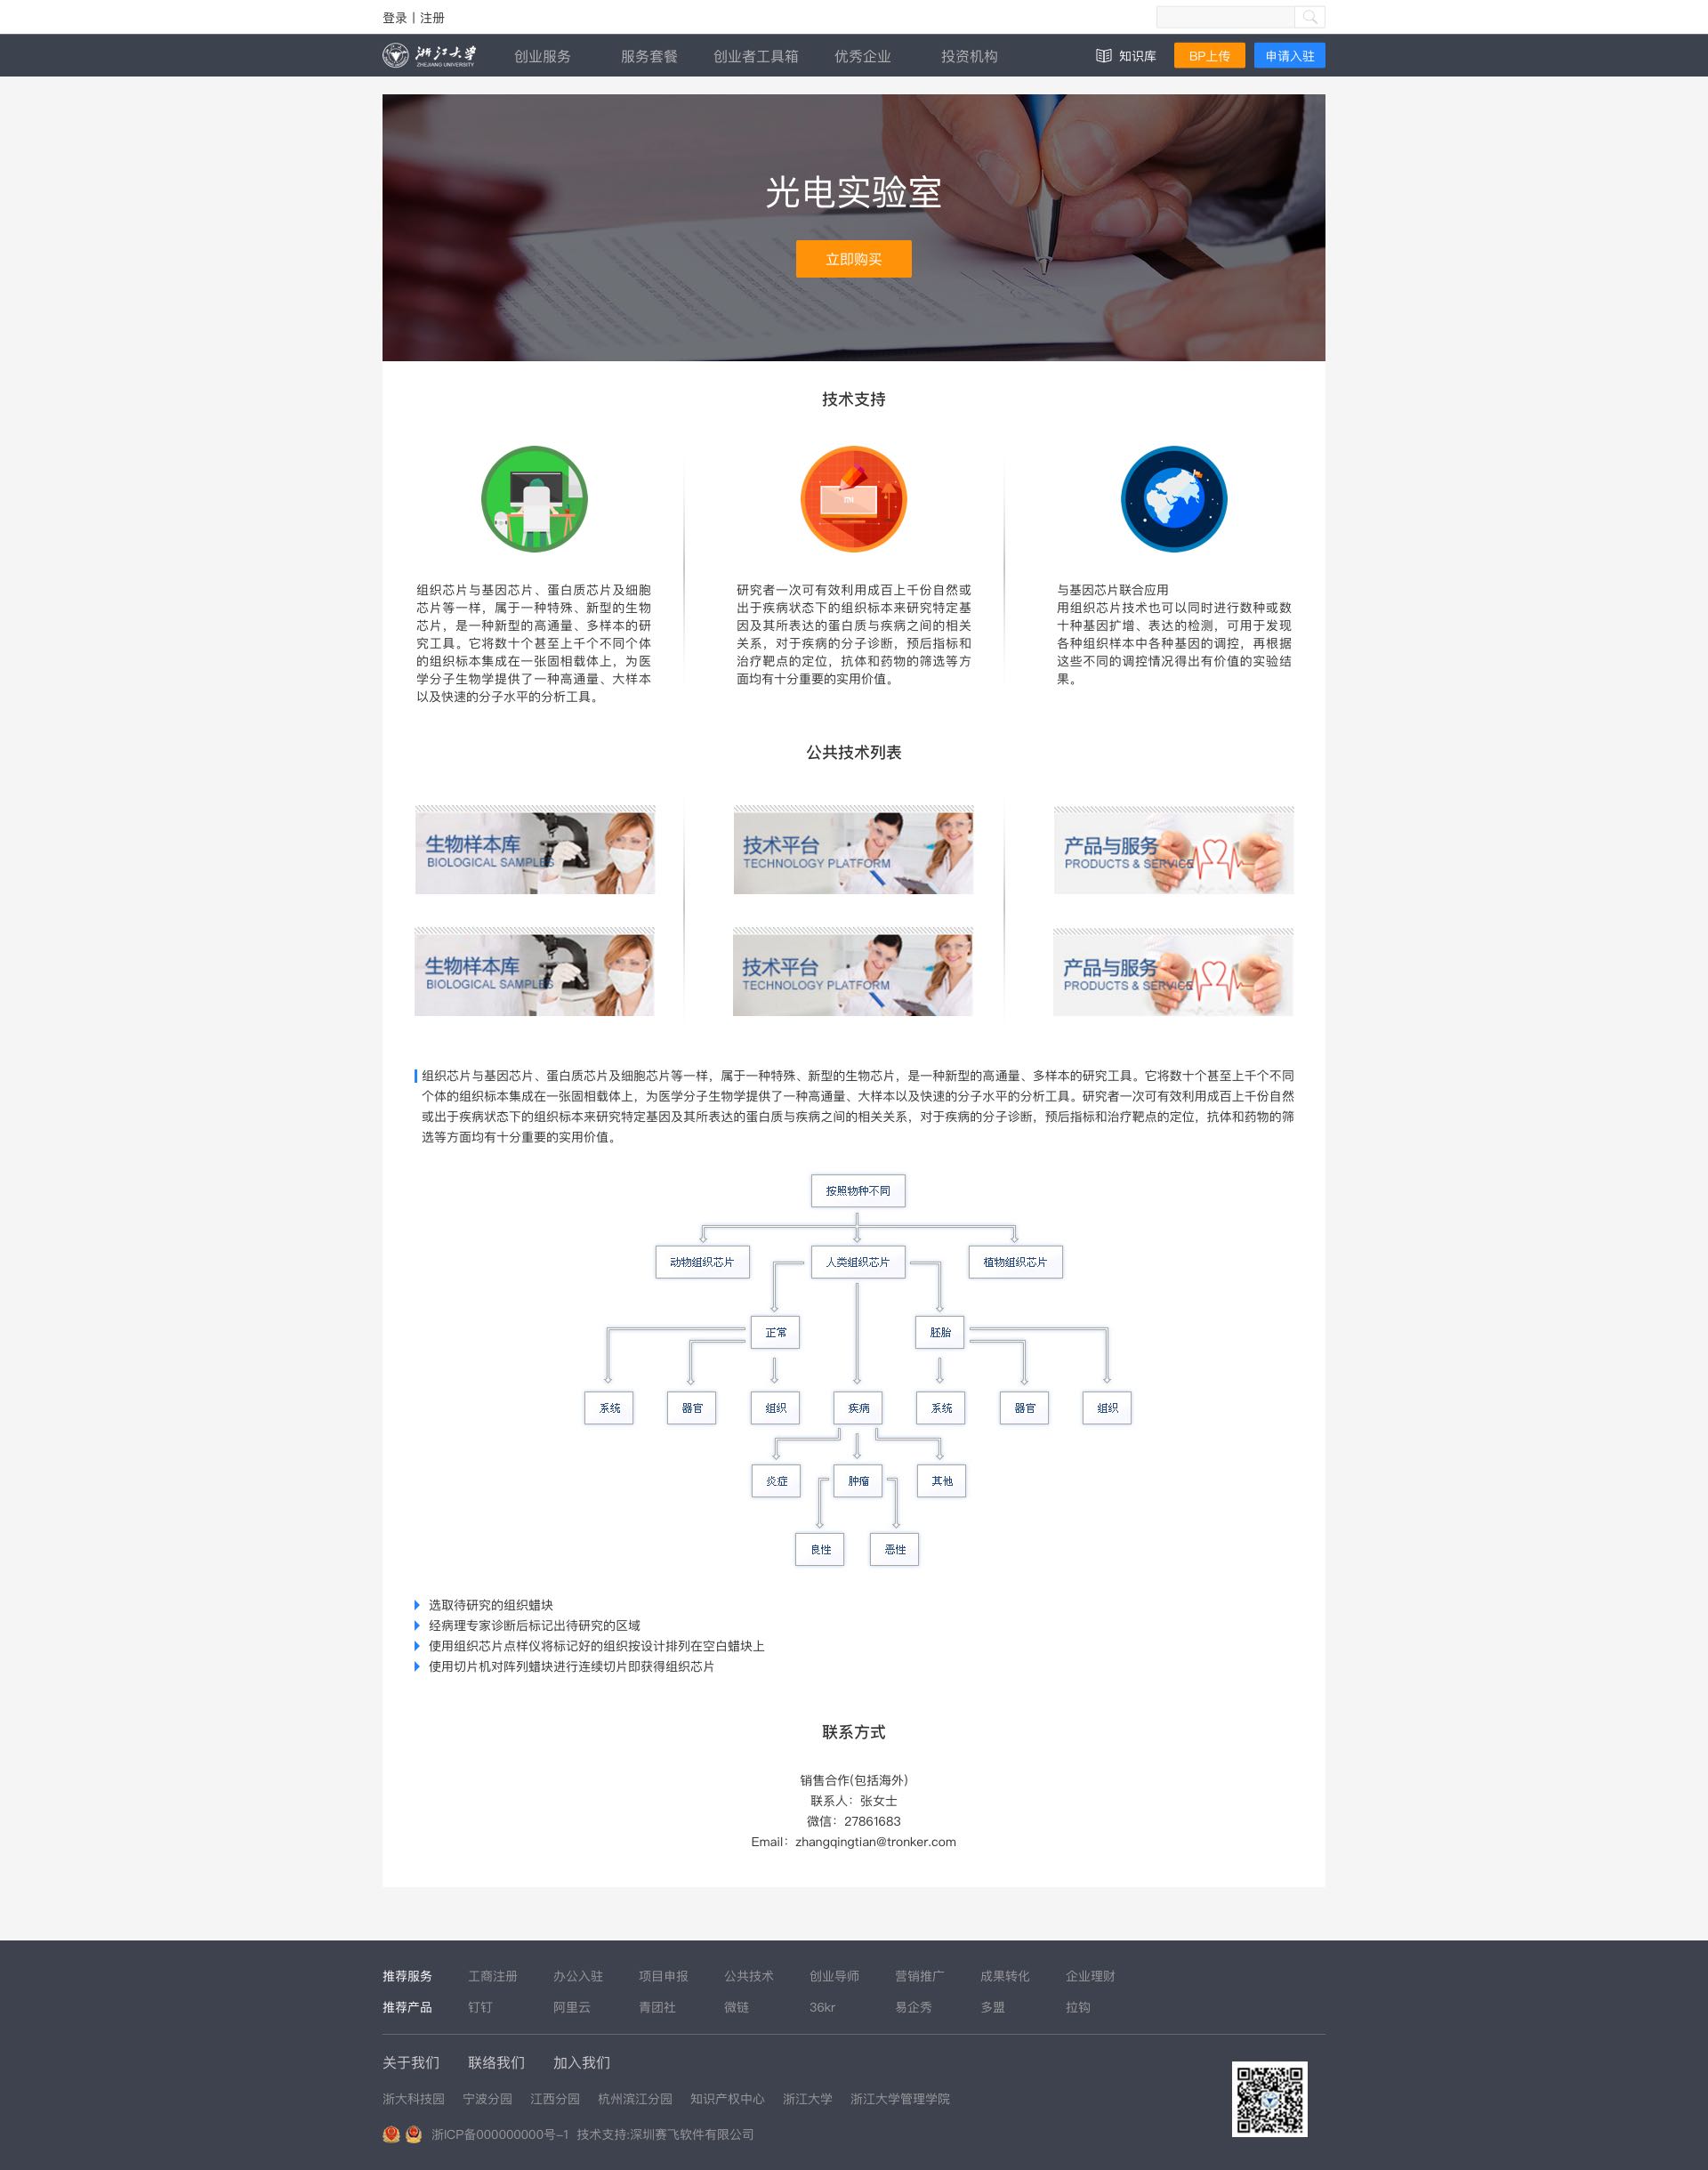 登录 | 注册
浙江大学
ZHEJIANG UNIVERSITY
创业服务
服务套餐
创业者工具箱
优秀企业
投资机构
知识库
BP上传
申请入驻
光电实验室
立即购买
技术支持
组织芯片与基因芯片、蛋白质芯片及细胞
芯片等一样，属于一种特殊、新型的生物
芯片，是一种新型的高通量、多样本的研
究工具。它将数十个甚至上千个不同个体
的组织标本集成在一张固相载体上，为医
学分子生物学提供了一种高通量、大样本
以及快速的分子水平的分析工具。
研究者一次可有效利用成百上千份自然或
出于疾病状态下的组织标本来研究特定基
因及其所表达的蛋白质与疾病之间的相关
关系，对于疾病的分子诊断，预后指标和
治疗靶点的定位，抗体和药物的筛选等方
面均有十分重要的实用价值。
与基因芯片联合应用
用组织芯片技术也可以同时进行数种或数
十种基因扩增、表达的检测，可用于发现
各种组织样本中各种基因的调控，再根据
这些不同的调控情况得出有价值的实验结
果。
公共技术列表
生物样本库
BIOLOGICAL SAMPLES
技术平台
TECHNOLOGY PLATFORM
产品与服务
PRODUCTS & SERVICE
生物样本库
BIOLOGICAL SAMPLES
技术平台
TECHNOLOGY PLATFORM
产品与服务
PRODUCTS & SERVICE
组织芯片与基因芯片、蛋白质芯片及细胞芯片等一样，属于一种特殊、新型的生物芯片，是一种新型的高通量、多样本的研究工具。它将数十个甚至上千个不同
个体的组织标本集成在一张固相载体上，为医学分子生物学提供了一种高通量、大样本以及快速的分子水平的分析工具。研究者一次可有效利用成百上千份自然
或出于疾病状态下的组织标本来研究特定基因及其所表达的蛋白质与疾病之间的相关关系，对于疾病的分子诊断，预后指标和治疗靶点的定位，抗体和药物的筛
选等方面均有十分重要的实用价值。
按照物种不同
动物组织芯片
人类组织芯片
植物组织芯片
正常
胚胎
系统
器官
组织
疾病
系统
器官
组织
炎症
肿瘤
其他
良性
恶性
选取待研究的组织蜡块
经病理专家诊断后标记出待研究的区域
使用组织芯片点样仪将标记好的组织按设计排列在空白蜡块上
使用切片机对阵列蜡块进行连续切片即获得组织芯片
联系方式
销售合作(包括海外)
联系人：张女士
微信：27861683
Email：zhangqingtian@tronker.com
推荐服务 工商注册 办公入驻 项目申报 公共技术 创业导师 营销推广 成果转化 企业理财
推荐产品 钉钉 阿里云 青团社 微链 36kr 易企秀 多盟 拉钩
关于我们 联络我们 加入我们
浙大科技园 宁波分园 江西分园 杭州滨江分园 知识产权中心 浙江大学 浙江大学管理学院
浙ICP备000000000号-1 技术支持:深圳赛飞软件有限公司